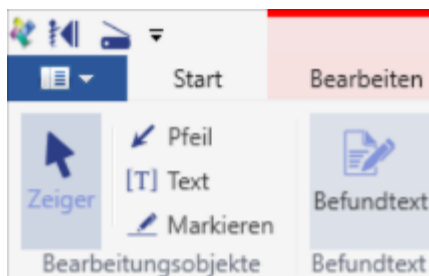 Start Bearbeiten
Pfeil
Zeiger [T] Text Befundtext
Markieren
Bearbeitungsobjekte Befundtext